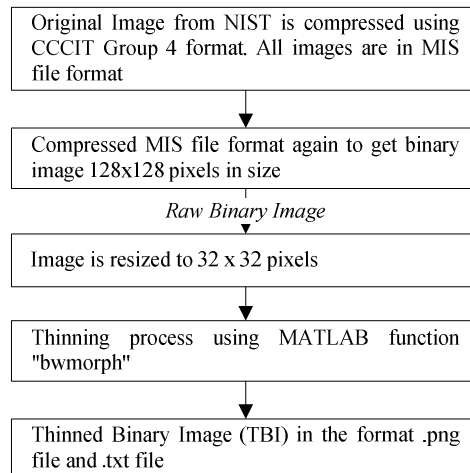 Original Image from NIST is compressed using
CCCIT Group 4 format. All images are in MIS
file format
Compressed MIS file format again to get binary
image 128x128 pixels in size
Raw Binary Image
Image is resized to 32 x 32 pixels
Thinning process using MATLAB function
"bwmorph"
Thinned Binary Image (TBI) in the format .png
file and .txt file